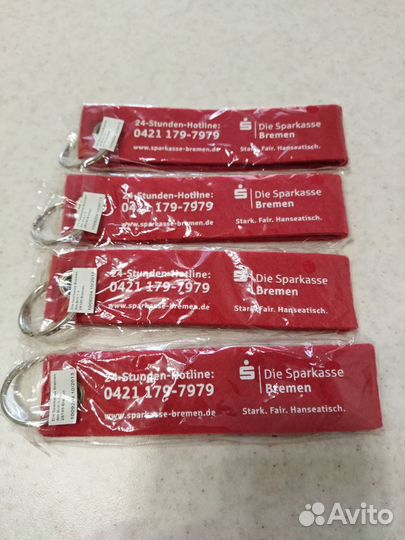 24-Stunden-Hotline:
0421 179-7979
www.sparkasse-bremen.de
Die Sparkasse
Bremen
Stark. Fair. Hanseatisch.
24-Stunden-Hotline:
0421 179-7979
www.sparkasse-bremen.de
Die Sparkasse
Bremen
Stark. Fair. Hanseatisch.
24-Stunden-Hotline:
0421 179-7979
www.sparkasse-bremen.de
Die Sparkasse
Bremen
Stark. Fair. Hanseatisch.
24-Stunden-Hotline:
0421 179-7979
www.sparkasse-bremen.de
Die Sparkasse
Bremen
Stark. Fair. Hanseatisch.
Avito